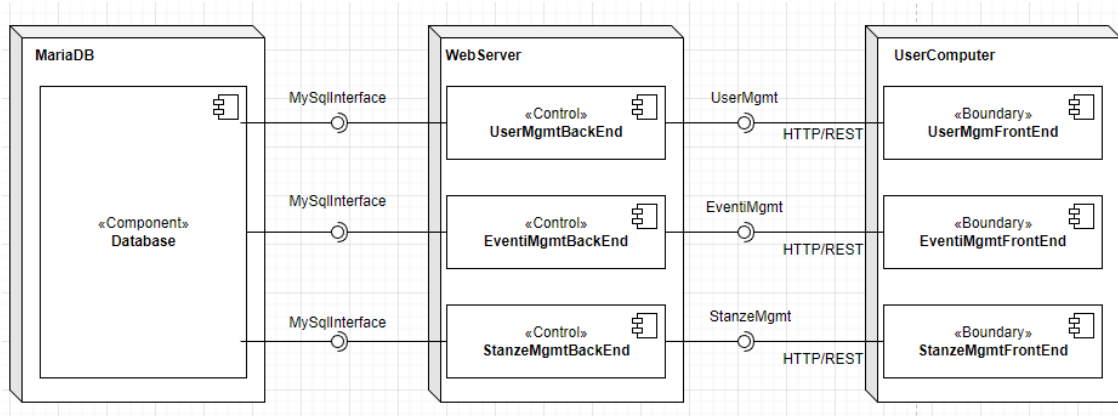 MariaDB
«Component»
Database
MySqlInterface
MySqlInterface
MySqlInterface
WebServer
«Control»
UserMgmtBackEnd
«Control»
EventiMgmtBackEnd
«Control»
StanzeMgmtBackEnd
UserMgmt
HTTP/REST
EventiMgmt
HTTP/REST
StanzeMgmt
HTTP/REST
UserComputer
«Boundary»
UserMgmFrontEnd
«Boundary»
EventiMgmtFrontEnd
«Boundary»
StanzeMgmtFrontEnd